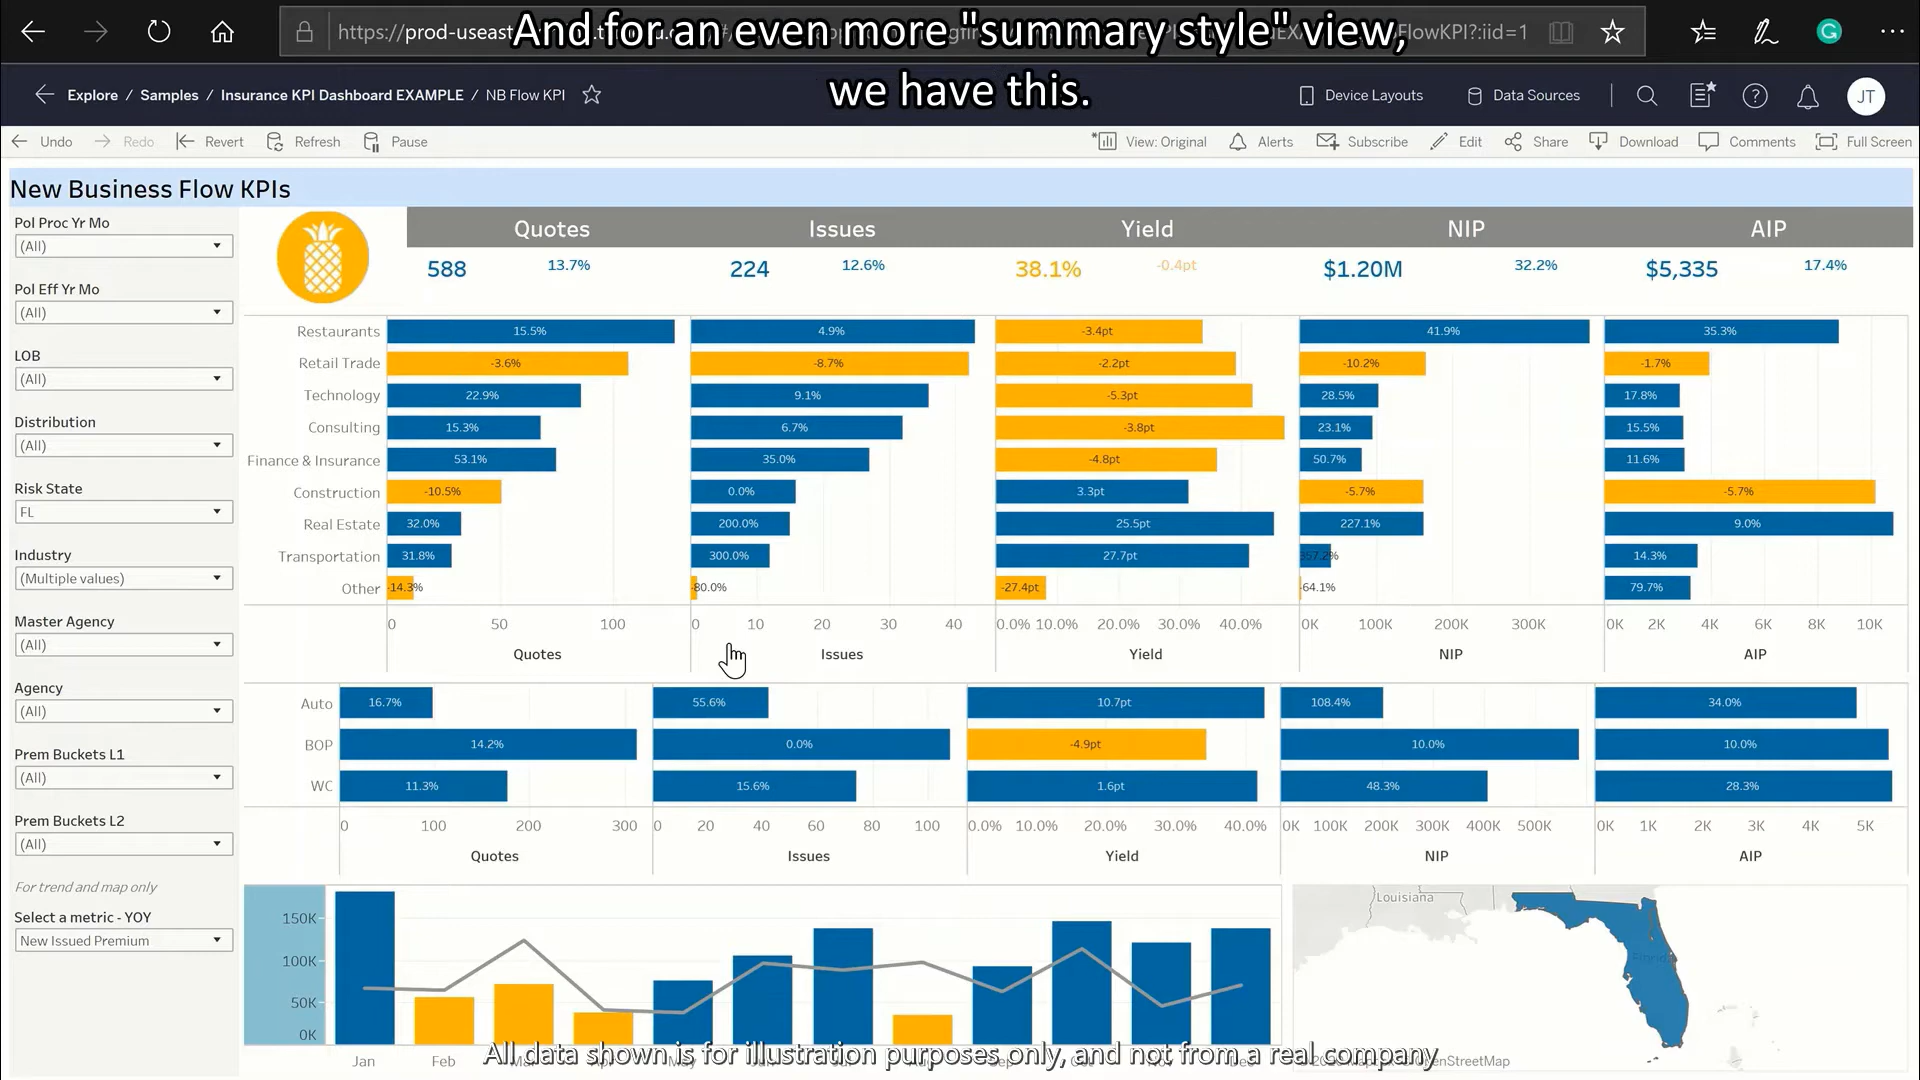 And for an even more "summary style" view,
we have this.
https://prod-useast
FlowKPI?:iid=1
Explore / Samples / Insurance KPI Dashboard EXAMPLE / NB Flow KPI
Device Layouts
Data Sources
JT
Undo
Redo
Revert
Refresh
Pause
View: Original
Alerts
Subscribe
Edit
Share
Download
Comments
Full Screen
New Business Flow KPIs
Pol Proc Yr Mo
(All)
Pol Eff Yr Mo
(All)
LOB
(All)
Distribution
(All)
Risk State
FL
Industry
(Multiple values)
Master Agency
(All)
Agency
(All)
Prem Buckets L1
(All)
Prem Buckets L2
(All)
For trend and map only
Select a metric - YOY
New Issued Premium
Quotes Issues Yield NIP AIP
588 13.7% 224 12.6% 38.1% -0.4pt $1.20M 32.2% $5,335 17.4%
Restaurants 15.5% 4.9% -3.4pt 41.9% 35.3%
Retail Trade -3.6% -8.7% -2.2pt -10.2% -1.7%
Technology 22.9% 9.1% -5.3pt 28.5% 17.8%
Consulting 15.3% 6.7% -3.8pt 23.1% 15.5%
Finance & Insurance 53.1% 35.0% -4.8pt 50.7% 11.6%
Construction -10.5% 0.0% 3.3pt -5.7% -5.7%
Real Estate 32.0% 200.0% 25.5pt 227.1% 9.0%
Transportation 31.8% 300.0% 27.7pt 357.2% 14.3%
Other -14.3% -80.0% -27.4pt -64.1% 79.7%
0 50 100 0 10 20 30 40 0.0% 10.0% 20.0% 30.0% 40.0% 0K 100K 200K 300K 0K 2K 4K 6K 8K 10K
Quotes Issues Yield NIP AIP
Auto 16.7% 55.6% 10.7pt 108.4% 34.0%
BOP 14.2% 0.0% -4.9pt 10.0% 10.0%
WC 11.3% 15.6% 1.6pt 48.3% 28.3%
0 100 200 300 0 20 40 60 80 100 0.0% 10.0% 20.0% 30.0% 40.0% 0K 100K 200K 300K 400K 500K 0K 1K 2K 3K 4K 5K
Quotes Issues Yield NIP AIP
150K
100K
50K
0K
Jan Feb
Louisiana
Florida
OpenStreetMap
All data shown is for illustration purposes only, and not from a real company